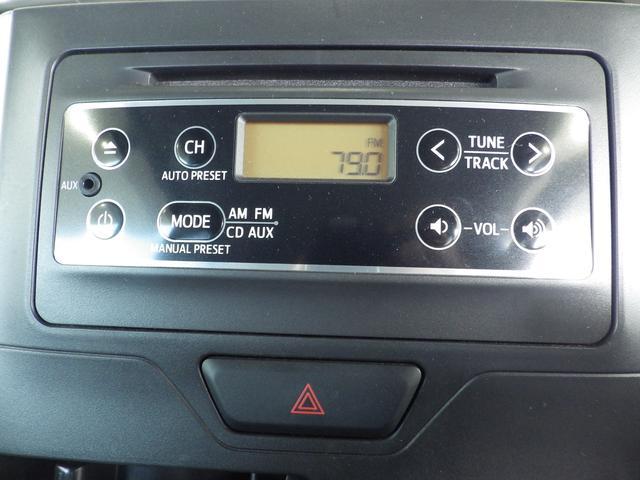 CH
AUTO PRESET
AUX
MODE
AM FM
CD AUX
MANUAL PRESET
FM
79.0
TUNE
TRACK
-VOL-